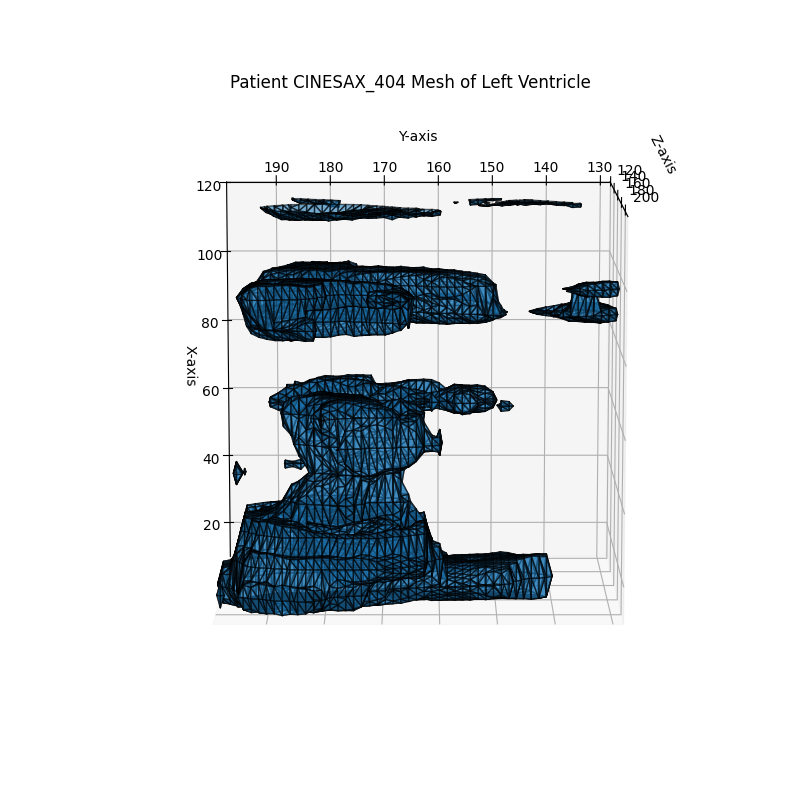 Patient CINESAX_404 Mesh of Left Ventricle
Y-axis
Z-axis
190 180 170 160 150 140 130
120 140 160 180 200
120
100
80
X-axis
60
40
20